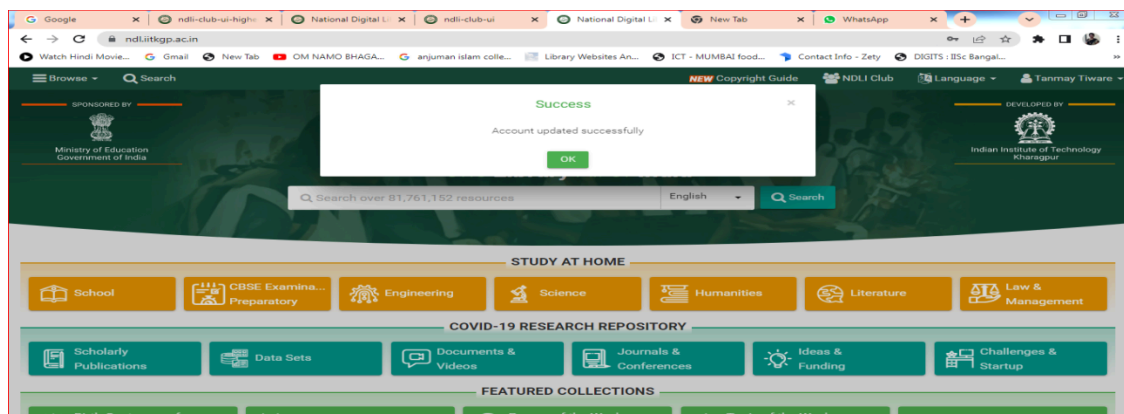 Google
ndli-club-ui-highe
National Digital Li
ndli-club-ui
National Digital Li
New Tab
WhatsApp
ndl.iitkgp.ac.in
Watch Hindi Movie...
Gmail
New Tab
OM NAMO BHAGA...
anjuman islam colle...
Library Websites An...
ICT - MUMBAI food...
Contact Info - Zety
DIGITS : IISc Bangal...
»
Browse
Search
NEW Copyright Guide
NDLI Club
Language
Tanmay Tiware
SPONSORED BY
Ministry of Education
Government of India
Success
×
Account updated successfully
OK
DEVELOPED BY
Indian Institute of Technology
Kharagpur
Search over 81,761,152 resources
English
Search
STUDY AT HOME
School
CBSE Examina...
Preparatory
Engineering
Science
Humanities
Literature
Law &
Management
COVID-19 RESEARCH REPOSITORY
Scholarly
Publications
Data Sets
Documents &
Videos
Journals &
Conferences
Ideas &
Funding
Challenges &
Startup
FEATURED COLLECTIONS